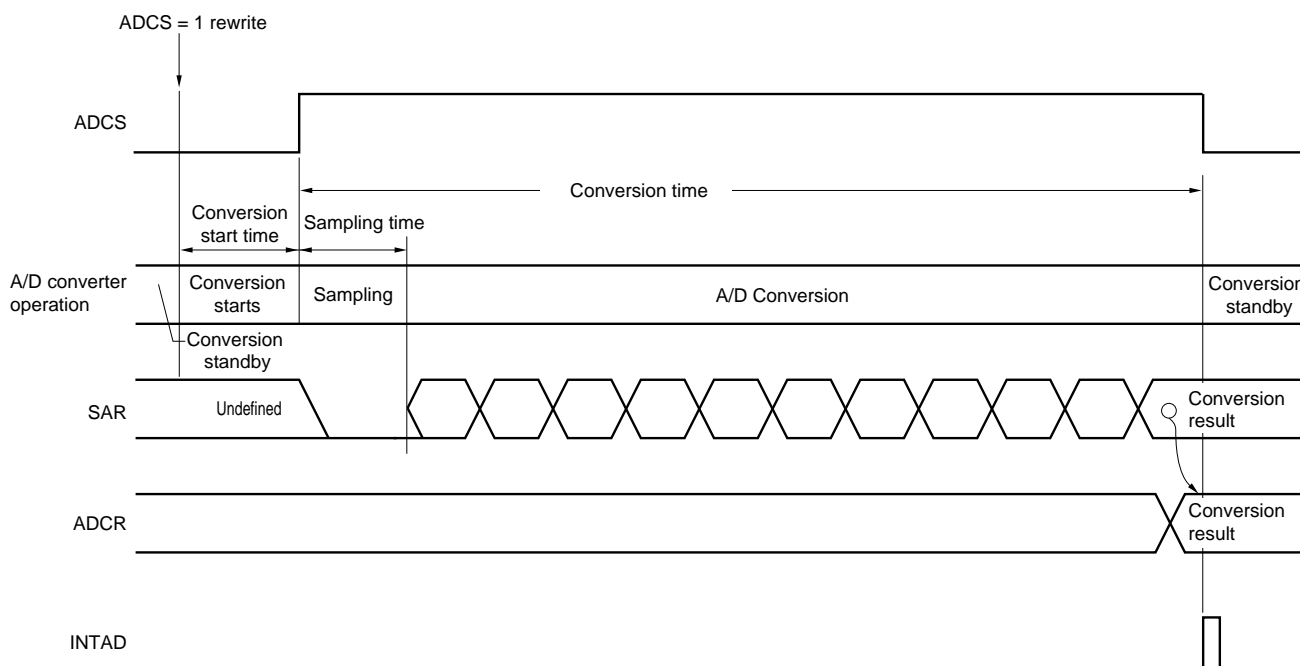 ADCS = 1 rewrite
ADCS
Conversion time
Conversion
start time
Sampling time
A/D converter
operation
Conversion
starts
Sampling
A/D Conversion
Conversion
standby
Conversion
standby
SAR
Undefined
Conversion
result
ADCR
Conversion
result
INTAD